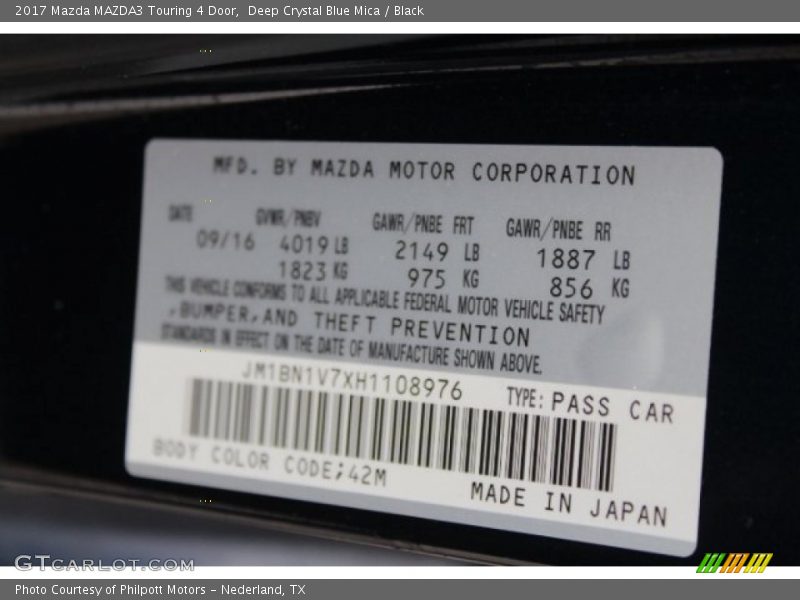 2017 Mazda MAZDA3 Touring 4 Door,  Deep Crystal Blue Mica / Black
MFD. BY MAZDA MOTOR CORPORATION
DATE GVWR/PNBV GAWR/PNBE FRT GAWR/PNBE RR
09/16 4019 LB 2149 LB 1887 LB
1823 KG 975 KG 856 KG
THIS VEHICLE CONFORMS TO ALL APPLICABLE FEDERAL MOTOR VEHICLE SAFETY
,BUMPER,AND THEFT PREVENTION
STANDARDS IN EFFECT ON THE DATE OF MANUFACTURE SHOWN ABOVE.
JM1BN1V7XH1108976 TYPE: PASS CAR
BODY COLOR CODE;42M
MADE IN JAPAN
GTCARLOT.COM
Photo Courtesy of Philpott Motors - Nederland, TX